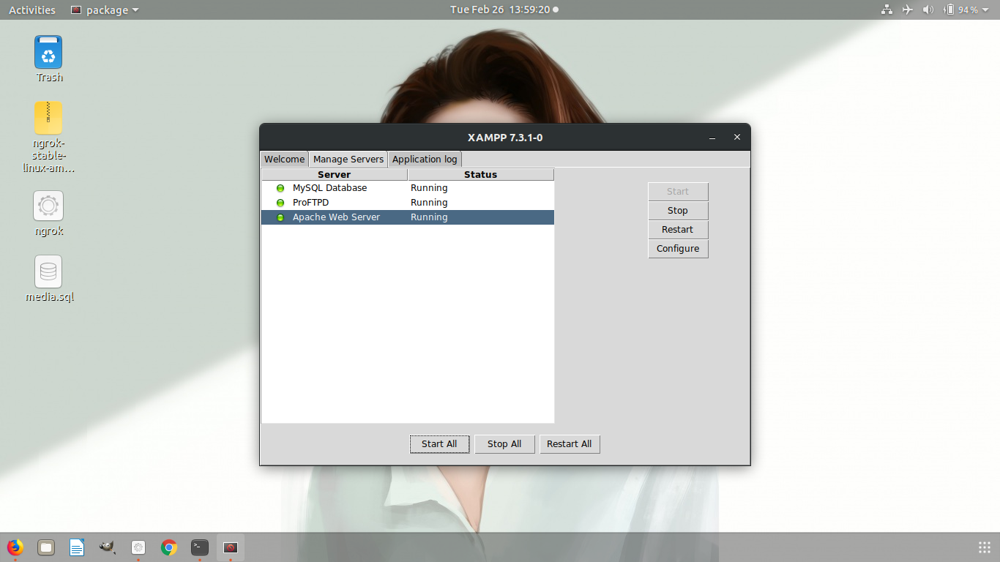 Activities package Tue Feb 26 13:59:20 94%
Trash
ngrok-
stable-
linux-am...
ngrok
media.sql
XAMPP 7.3.1-0
Welcome Manage Servers Application log
Server Status
MySQL Database Running
ProFTPD Running
Apache Web Server Running
Start
Stop
Restart
Configure
Start All Stop All Restart All